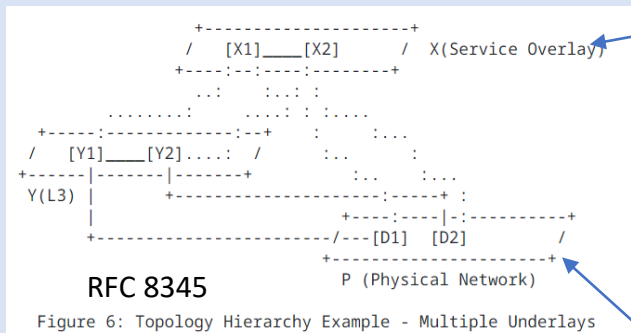 +---------------------+
/ [X1]____[X2] / X(Service Overlay)
+----:--:----:--------+
..: :..: :
........: ....: : :....
+-----:-------------:--+ : :...
/ [Y1]____[Y2]....: / :.. :
+------|-------|-------+ :.. :...
Y(L3) | +---------------------:-----+ :
| +----:----|-:----------+
+------------------------/---[D1] [D2] /
+----------------------+
P (Physical Network)
RFC 8345
Figure 6: Topology Hierarchy Example - Multiple Underlays